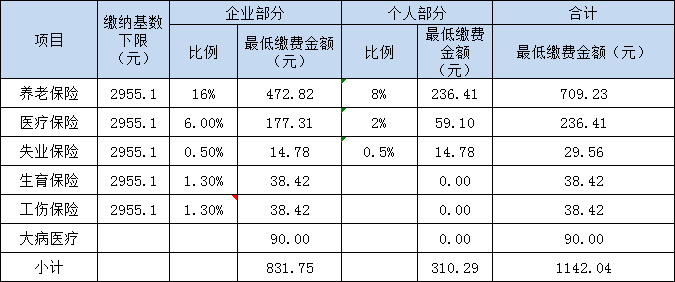 项目 缴纳基数下限（元） 企业部分 个人部分 合计
比例 最低缴费金额（元） 比例 最低缴费金额（元） 最低缴费金额（元）
养老保险 2955.1 16% 472.82 8% 236.41 709.23
医疗保险 2955.1 6.00% 177.31 2% 59.10 236.41
失业保险 2955.1 0.50% 14.78 0.5% 14.78 29.56
生育保险 2955.1 1.30% 38.42 0.00 38.42
工伤保险 2955.1 1.30% 38.42 0.00 38.42
大病医疗 90.00 0.00 90.00
小计 831.75 310.29 1142.04